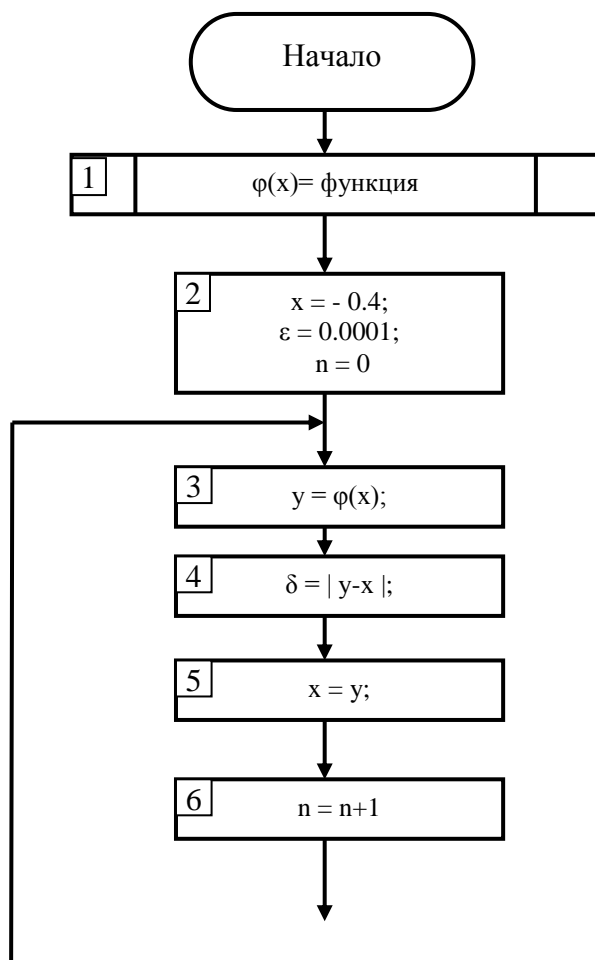 Начало
1
φ(x)= функция
2
x = - 0.4;
ε = 0.0001;
n = 0
3
y = φ(x);
4
δ = | y-x |;
5
x = y;
6
n = n+1